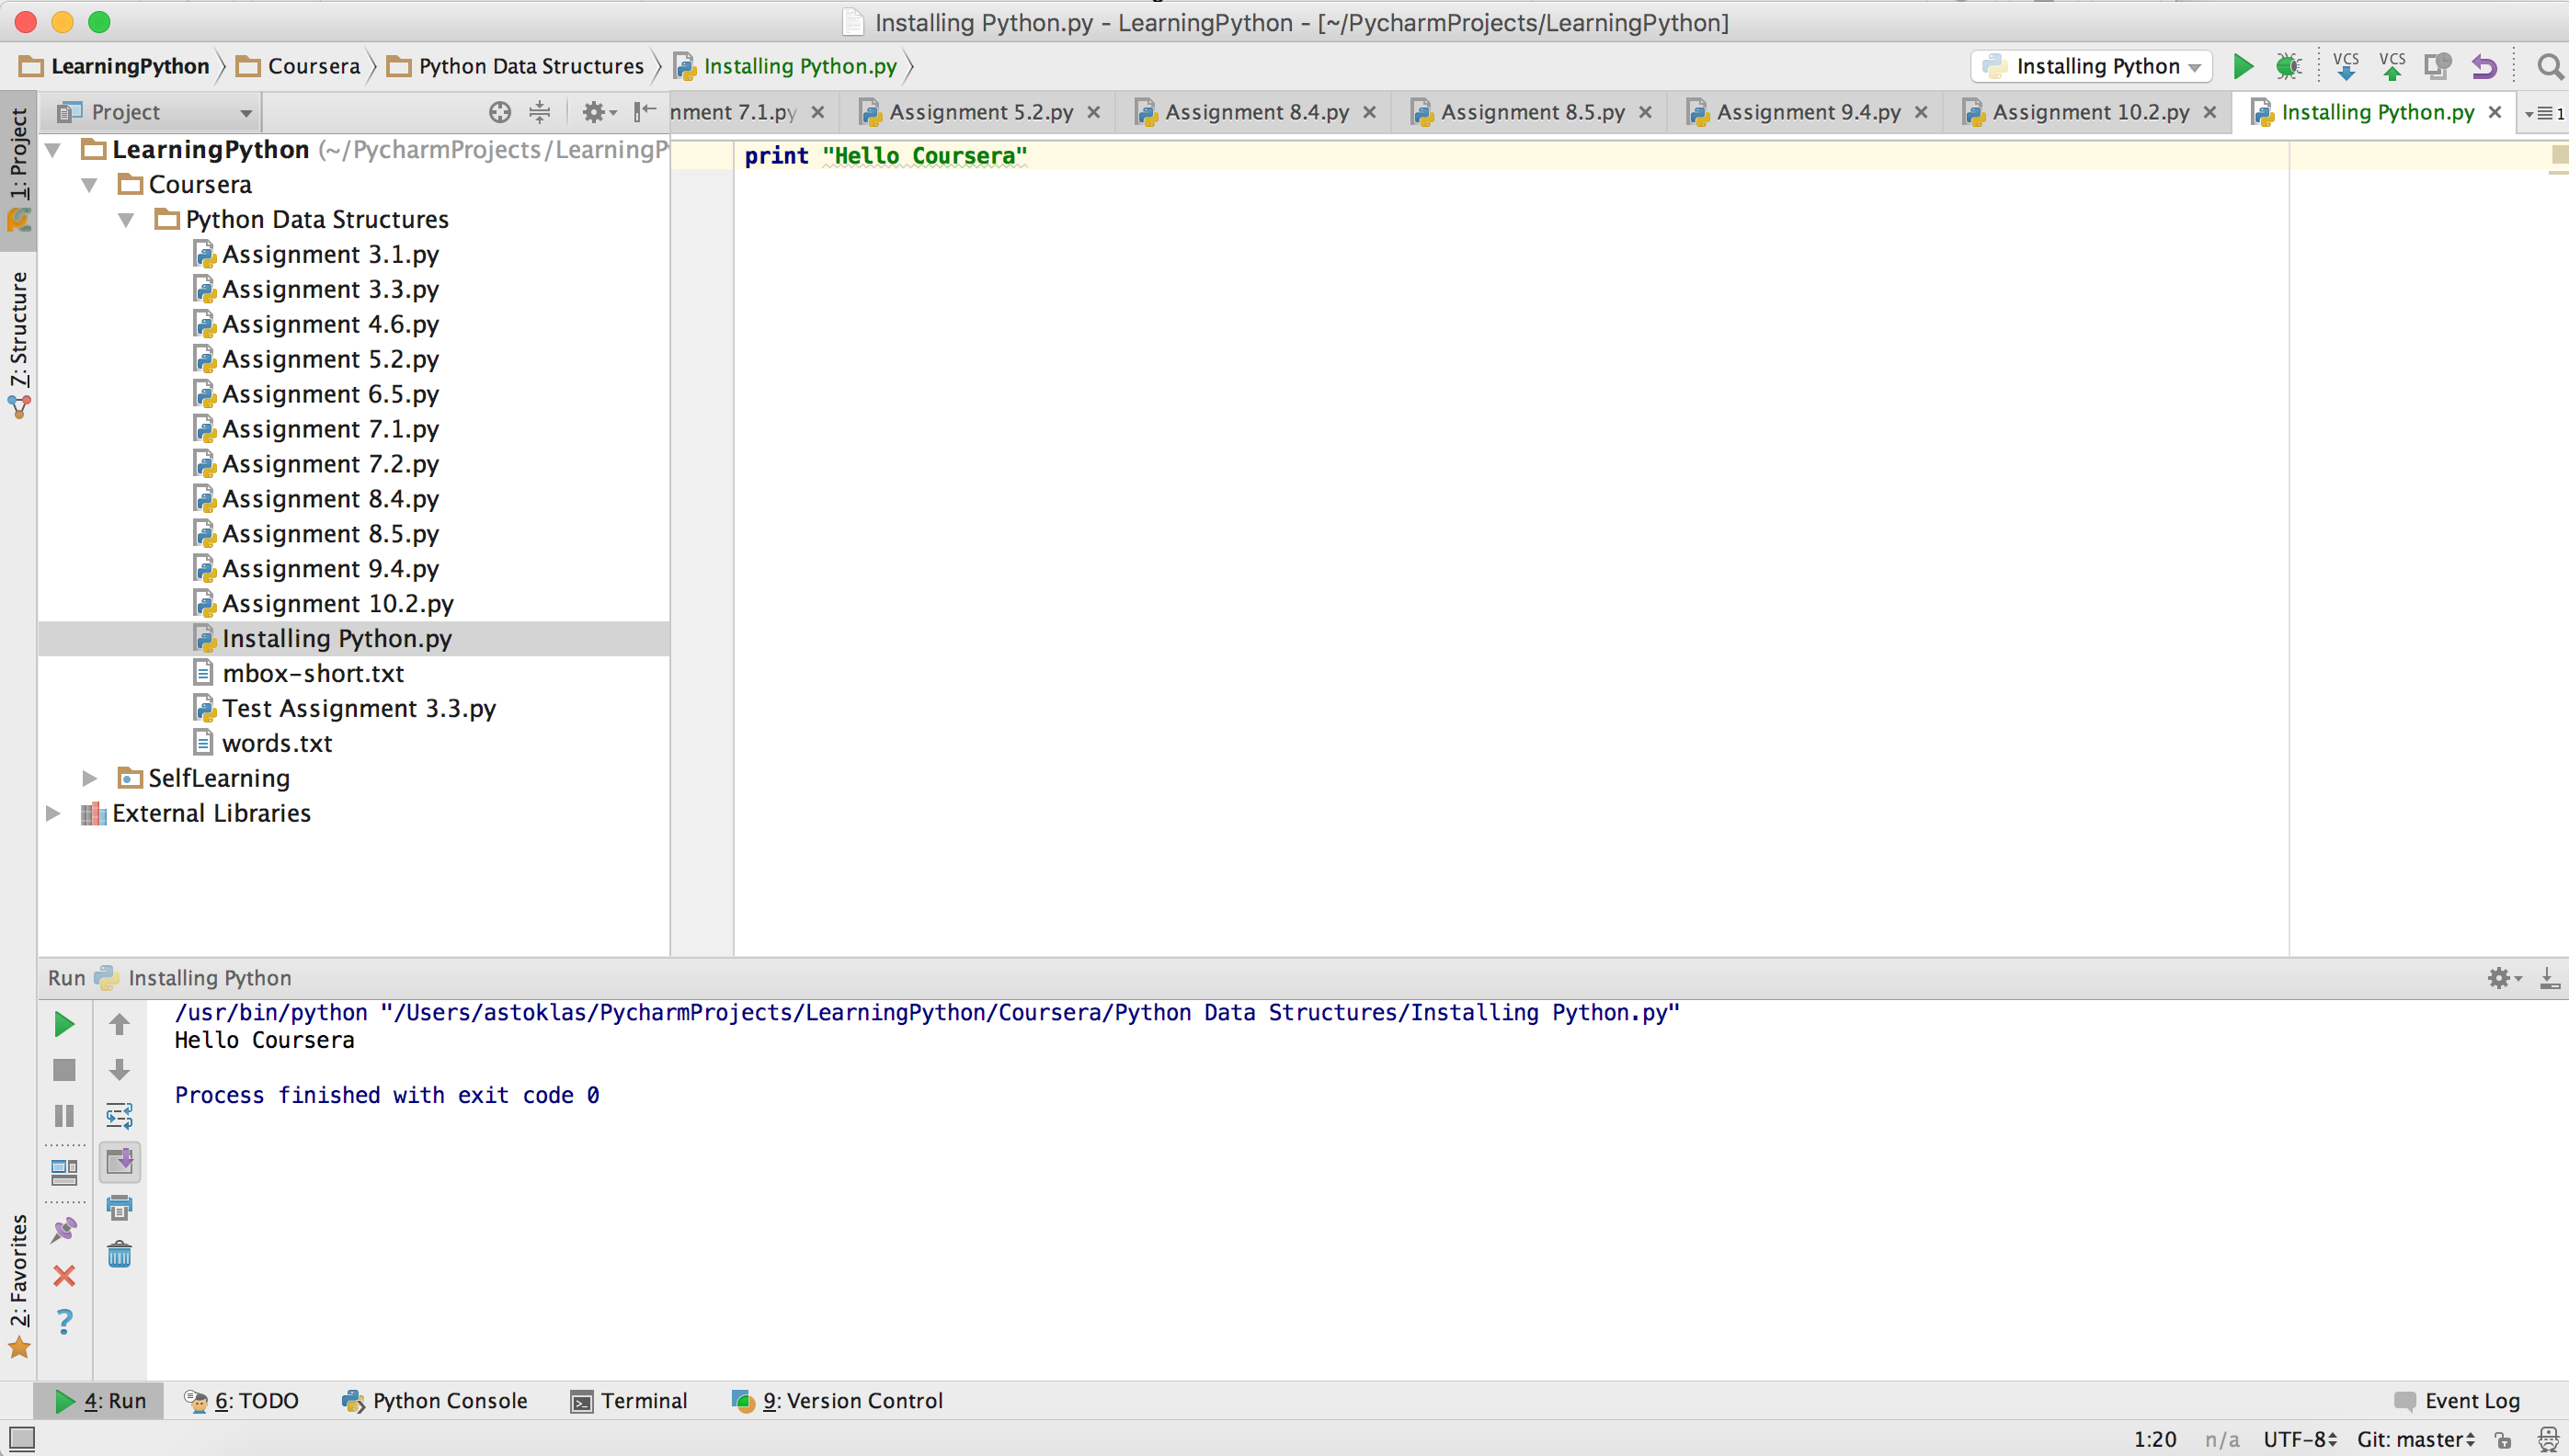 Installing Python.py - LearningPython - [~/PycharmProjects/LearningPython]
LearningPython Coursera Python Data Structures Installing Python.py Installing Python VCS VCS
1: Project
Z: Structure
2: Favorites
Project
nment 7.1.py Assignment 5.2.py Assignment 8.4.py Assignment 8.5.py Assignment 9.4.py Assignment 10.2.py Installing Python.py 1
LearningPython (~/PycharmProjects/LearningP
Coursera
Python Data Structures
Assignment 3.1.py
Assignment 3.3.py
Assignment 4.6.py
Assignment 5.2.py
Assignment 6.5.py
Assignment 7.1.py
Assignment 7.2.py
Assignment 8.4.py
Assignment 8.5.py
Assignment 9.4.py
Assignment 10.2.py
Installing Python.py
mbox-short.txt
Test Assignment 3.3.py
words.txt
SelfLearning
External Libraries
print "Hello Coursera"
Run Installing Python
/usr/bin/python "/Users/astoklas/PycharmProjects/LearningPython/Coursera/Python Data Structures/Installing Python.py"
Hello Coursera
Process finished with exit code 0
?
4: Run 6: TODO Python Console Terminal 9: Version Control Event Log
1:20 n/a UTF-8 Git: master